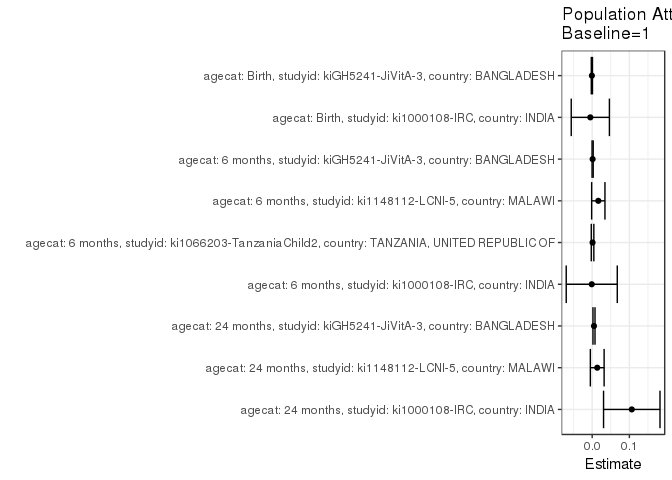 Population Att
Baseline=1
agecat: Birth, studyid: kiGH5241-JiVitA-3, country: BANGLADESH
agecat: Birth, studyid: ki1000108-IRC, country: INDIA
agecat: 6 months, studyid: kiGH5241-JiVitA-3, country: BANGLADESH
agecat: 6 months, studyid: ki1148112-LCNI-5, country: MALAWI
agecat: 6 months, studyid: ki1066203-TanzaniaChild2, country: TANZANIA, UNITED REPUBLIC OF
agecat: 6 months, studyid: ki1000108-IRC, country: INDIA
agecat: 24 months, studyid: kiGH5241-JiVitA-3, country: BANGLADESH
agecat: 24 months, studyid: ki1148112-LCNI-5, country: MALAWI
agecat: 24 months, studyid: ki1000108-IRC, country: INDIA
0.0 0.1
Estimate